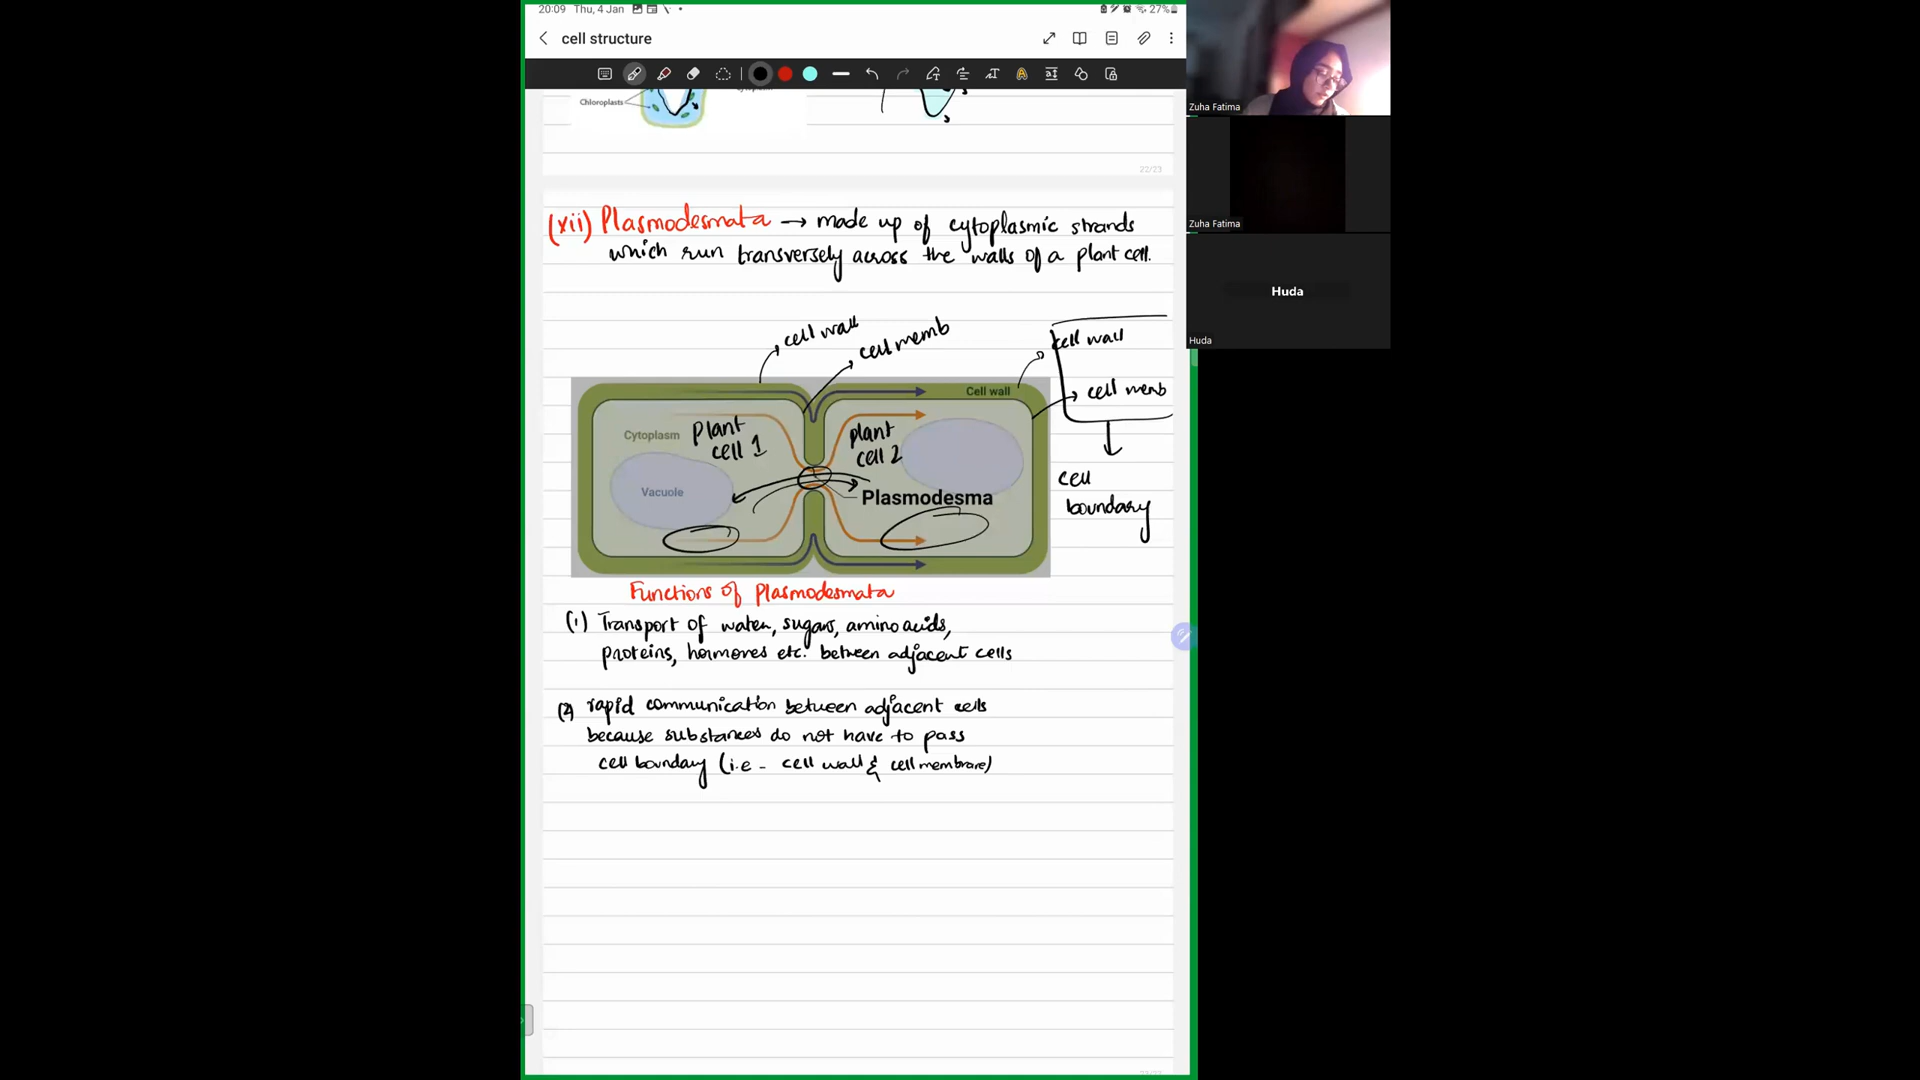 20:09 Thu, 4 Jan
27%
cell structure
Chloroplasts
22/23
(xii) Plasmodesmata → made up of cytoplasmic strands
which run transversely across the walls of a plant cell.
cell wall
cell memb
cell wall
cell memb
cell
boundary
Cell wall
Cytoplasm
Plant
cell 1
plant
cell 2
Vacuole
Plasmodesma
Functions of Plasmodesmata
(1) Transport of water, sugars, amino acids,
proteins, hormones etc. between adjacent cells
(2) rapid communication between adjacent cells
because substances do not have to pass
cell boundary (i.e - cell wall & cell membrane)
Zuha Fatima
Zuha Fatima
Huda
Huda